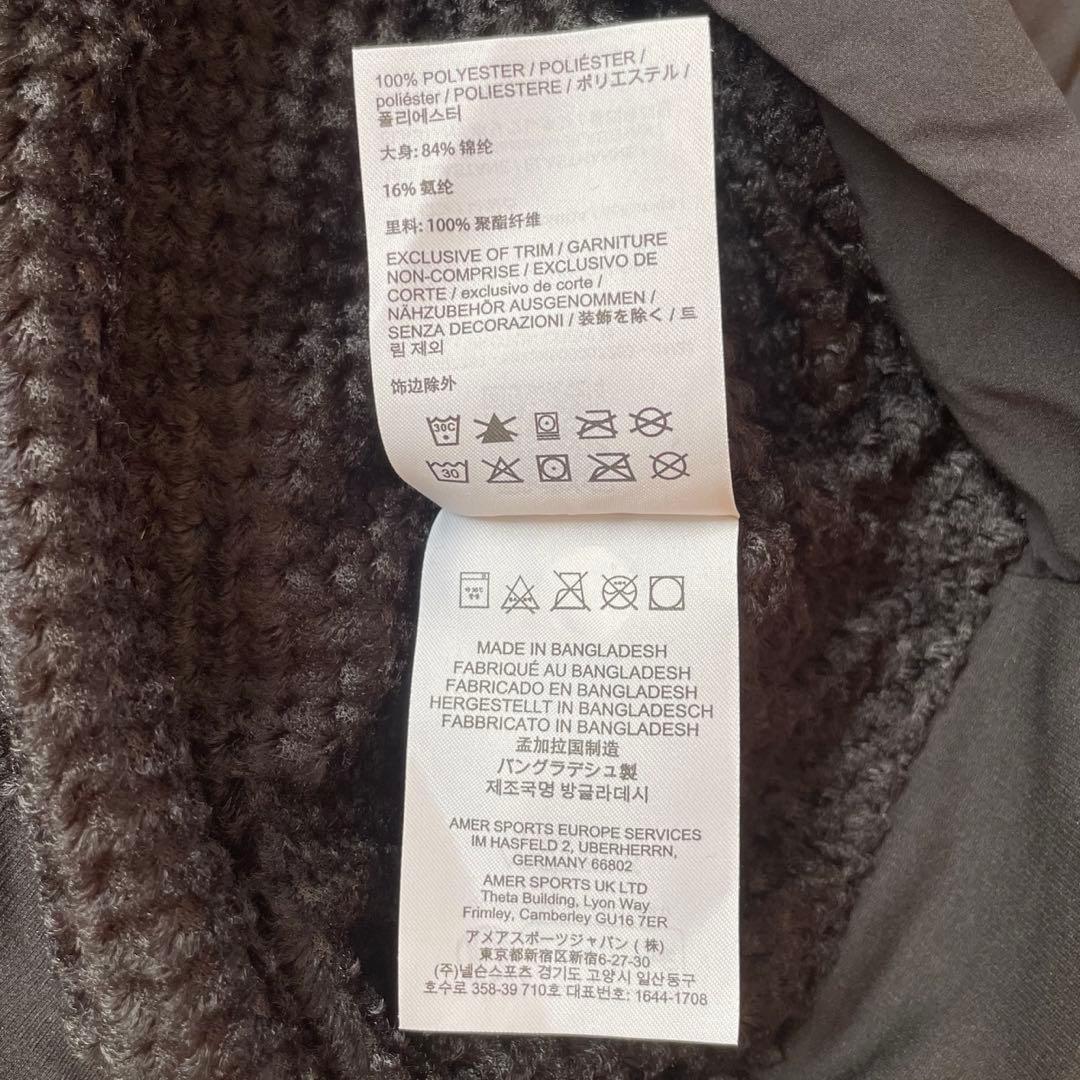 100% POLYESTER / POLIÉSTER /
poliéster / POLIESTERE / ポリエステル /
폴리에스터
大身: 84% 锦纶
16% 氨纶
里料: 100% 聚酯纤维
EXCLUSIVE OF TRIM / GARNITURE
NON-COMPRISE / EXCLUSIVO DE
CORTE / exclusivo de corte /
NÄHZUBEHÖR AUSGENOMMEN /
SENZA DECORAZIONI / 装飾を除く / 트
림 제외
饰边除外
30C
30
MADE IN BANGLADESH
FABRIQUÉ AU BANGLADESH
FABRICADO EN BANGLADESH
HERGESTELLT IN BANGLADESCH
FABBRICATO IN BANGLADESH
孟加拉国制造
バングラデシュ製
제조국명 방글라데시
AMER SPORTS EUROPE SERVICES
IM HASFELD 2, UBERHERRN,
GERMANY 66802
AMER SPORTS UK LTD
Theta Building, Lyon Way
Frimley, Camberley GU16 7ER
アメアスポーツジャパン (株)
東京都新宿区新宿6-27-30
(주)넬슨스포츠 경기도 고양시 일산동구
호수로 358-39 710호 대표번호: 1644-1708